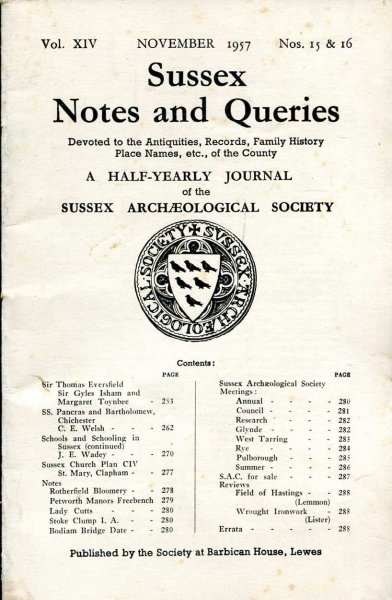 Vol. XIV NOVEMBER 1957 Nos. 15 & 16
Sussex
Notes and Queries
Devoted to the Antiquities, Records, Family History
Place Names, etc., of the County
A HALF-YEARLY JOURNAL
of the
SUSSEX ARCHÆOLOGICAL SOCIETY
SUSSEX ARCHÆOLOGICAL SOCIETY
Contents:
PAGE
Sir Thomas Eversfield
Sir Gyles Isham and
Margaret Toynbee - 253
SS. Pancras and Bartholomew,
Chichester
C. E. Welsh - - - 262
Schools and Schooling in
Sussex (continued)
J. E. Wadey - - - 270
Sussex Church Plan CIV
St. Mary, Clapham - - 277
Notes
Rotherfield Bloomery - - 278
Petworth Manors Freebench 279
Lady Cutts - - - - 280
Stoke Clump I. A. - - 280
Bodiam Bridge Date - - 280
PAGE
Sussex Archæological Society
Meetings:
Annual - - - - 280
Council - - - - 281
Research - - - - 282
Glynde - - - - 282
West Tarring - - - 283
Rye - - - - - 284
Pulborough - - - 285
Summer - - - - 286
S.A.C. for sale - - - 287
Reviews
Field of Hastings - - 288
(Lemmon)
Wrought Ironwork - - 288
(Lister)
Errata - - - - - 288
Published by the Society at Barbican House, Lewes